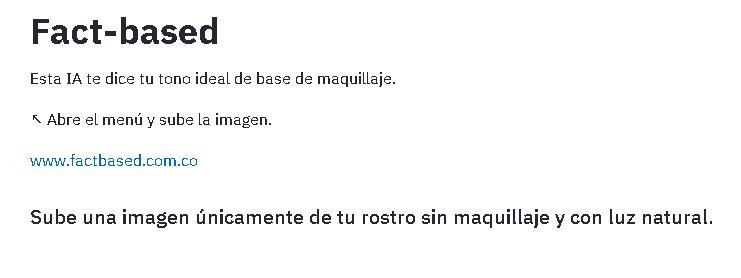 Fact-based
Esta IA te dice tu tono ideal de base de maquillaje.
↖ Abre el menú y sube la imagen.
www.factbased.com.co
Sube una imagen únicamente de tu rostro sin maquillaje y con luz natural.